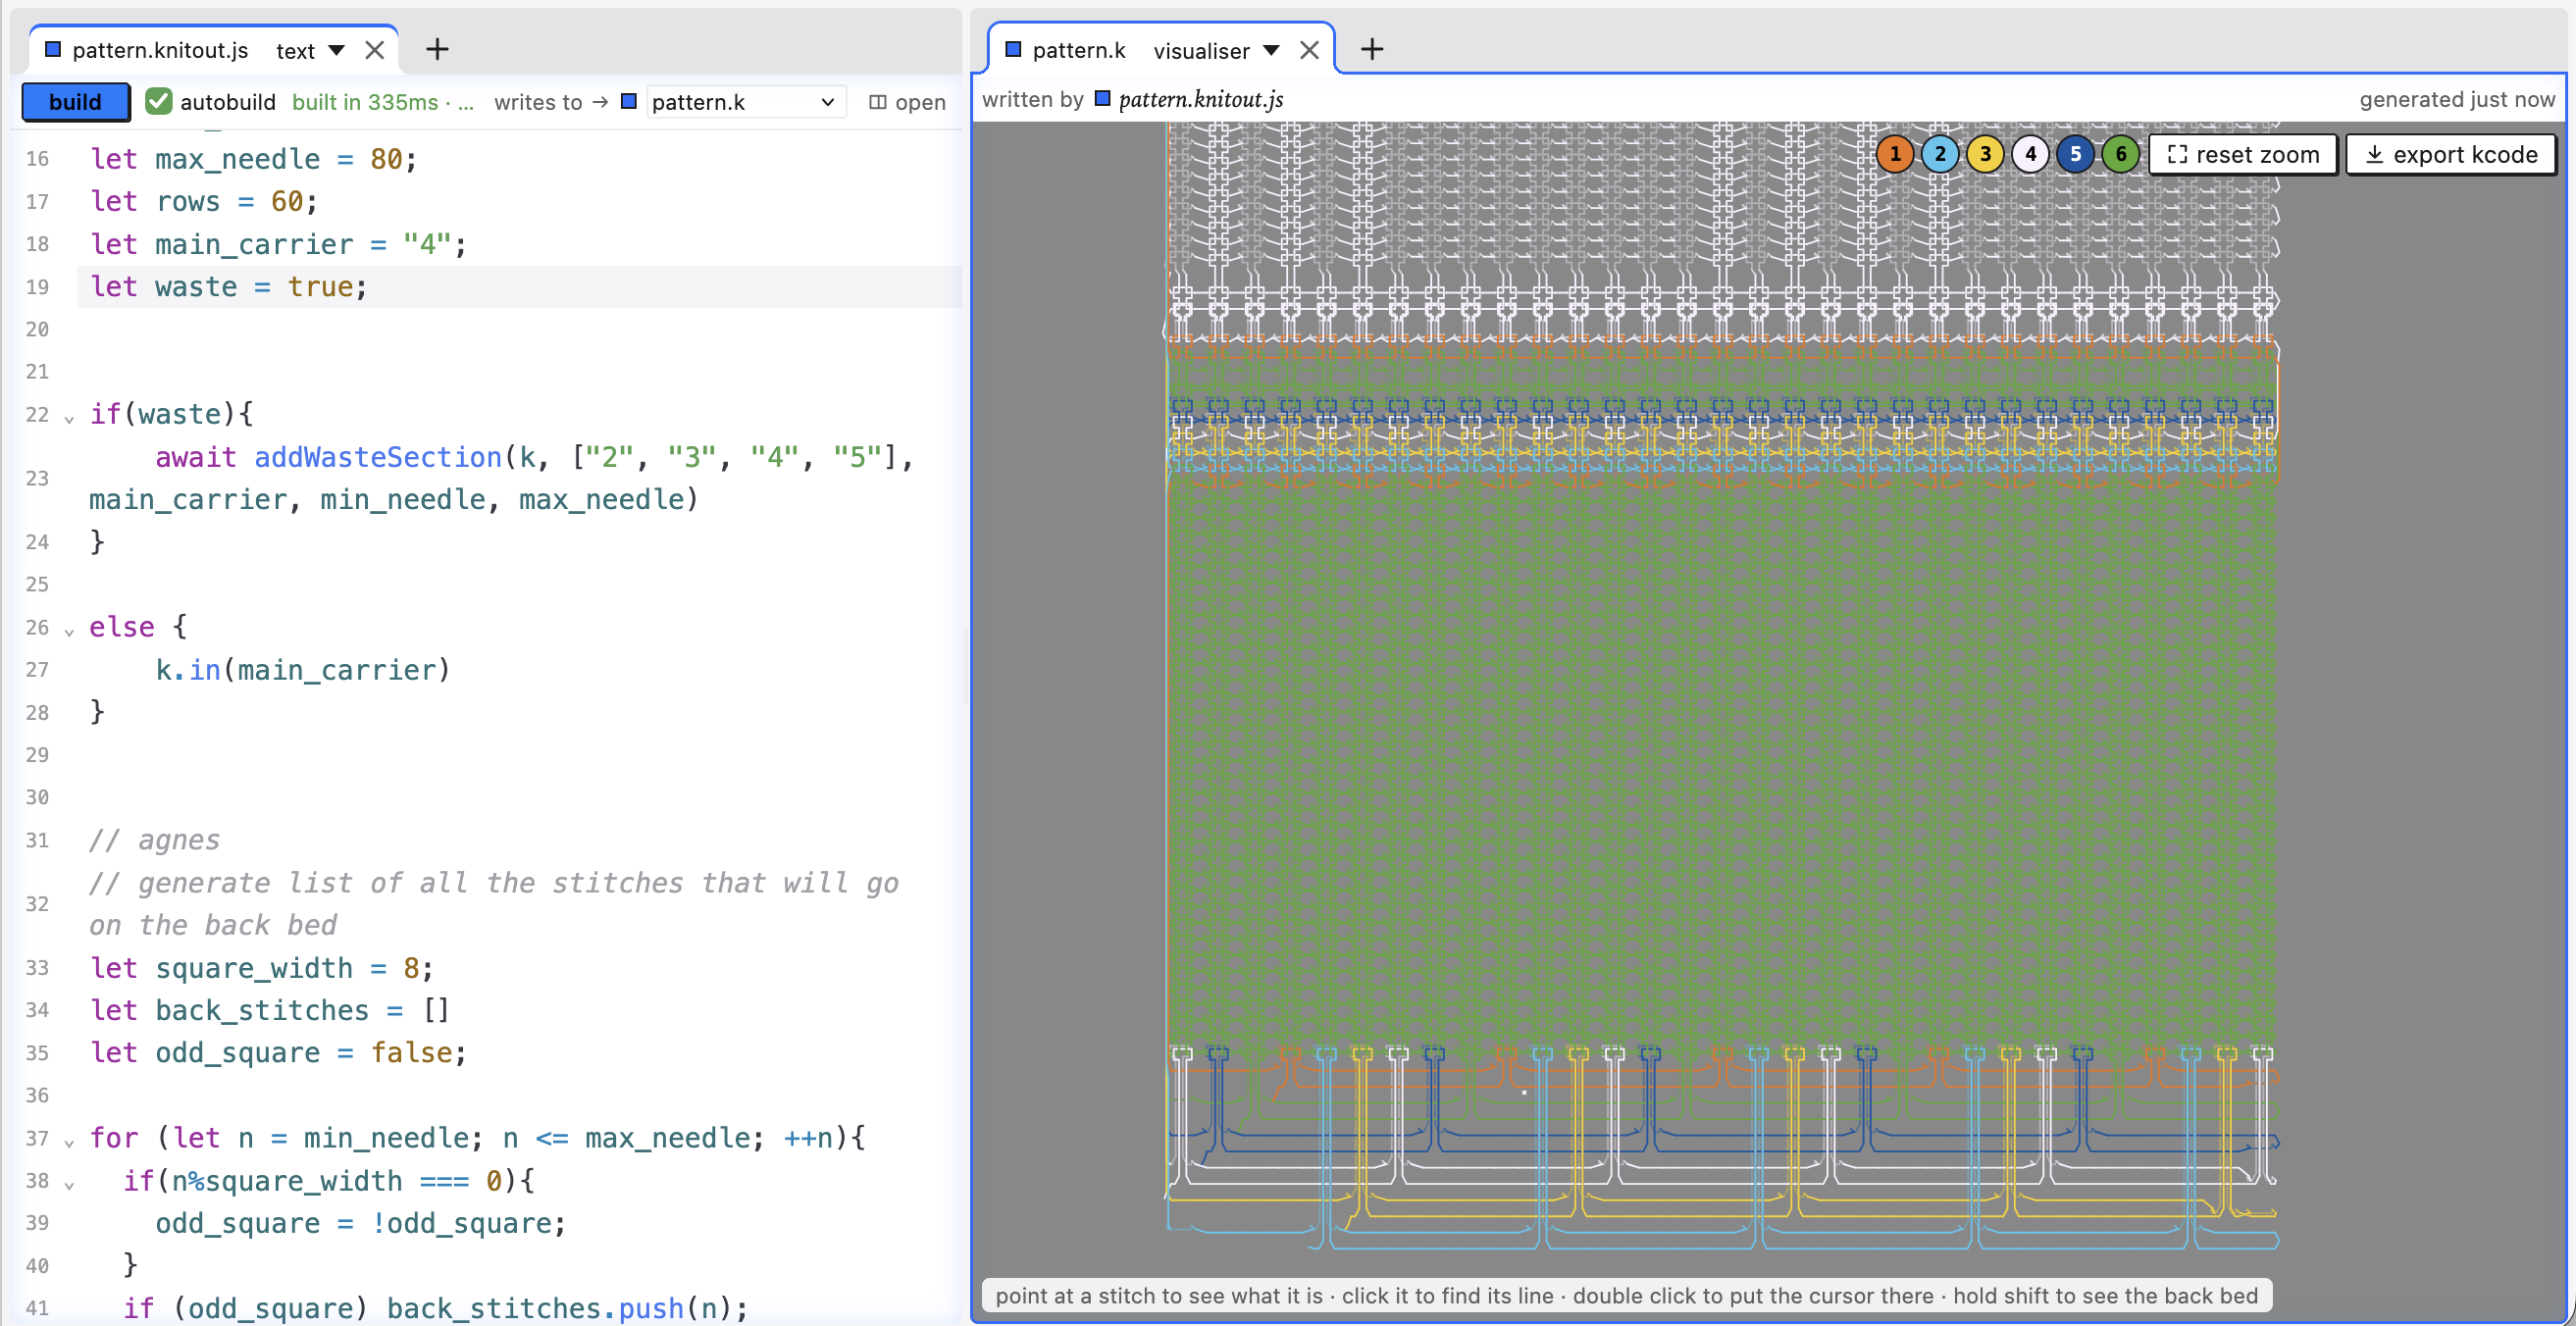 pattern.knitout.js text
build autobuild built in 335ms · ... writes to → pattern.k open
16 let max_needle = 80;
17 let rows = 60;
18 let main_carrier = "4";
19 let waste = true;
20
21
22 if(waste){
23 await addWasteSection(k, ["2", "3", "4", "5"],
main_carrier, min_needle, max_needle)
24 }
25
26 else {
27 k.in(main_carrier)
28 }
29
30
31 // agnes
32 // generate list of all the stitches that will go
on the back bed
33 let square_width = 8;
34 let back_stitches = []
35 let odd_square = false;
36
37 for (let n = min_needle; n <= max_needle; ++n){
38 if(n%square_width === 0){
39 odd_square = !odd_square;
40 }
41 if (odd_square) back_stitches.push(n);
pattern.k visualiser
written by pattern.knitout.js generated just now
1 2 3 4 5 6 reset zoom export kcode
point at a stitch to see what it is · click it to find its line · double click to put the cursor there · hold shift to see the back bed